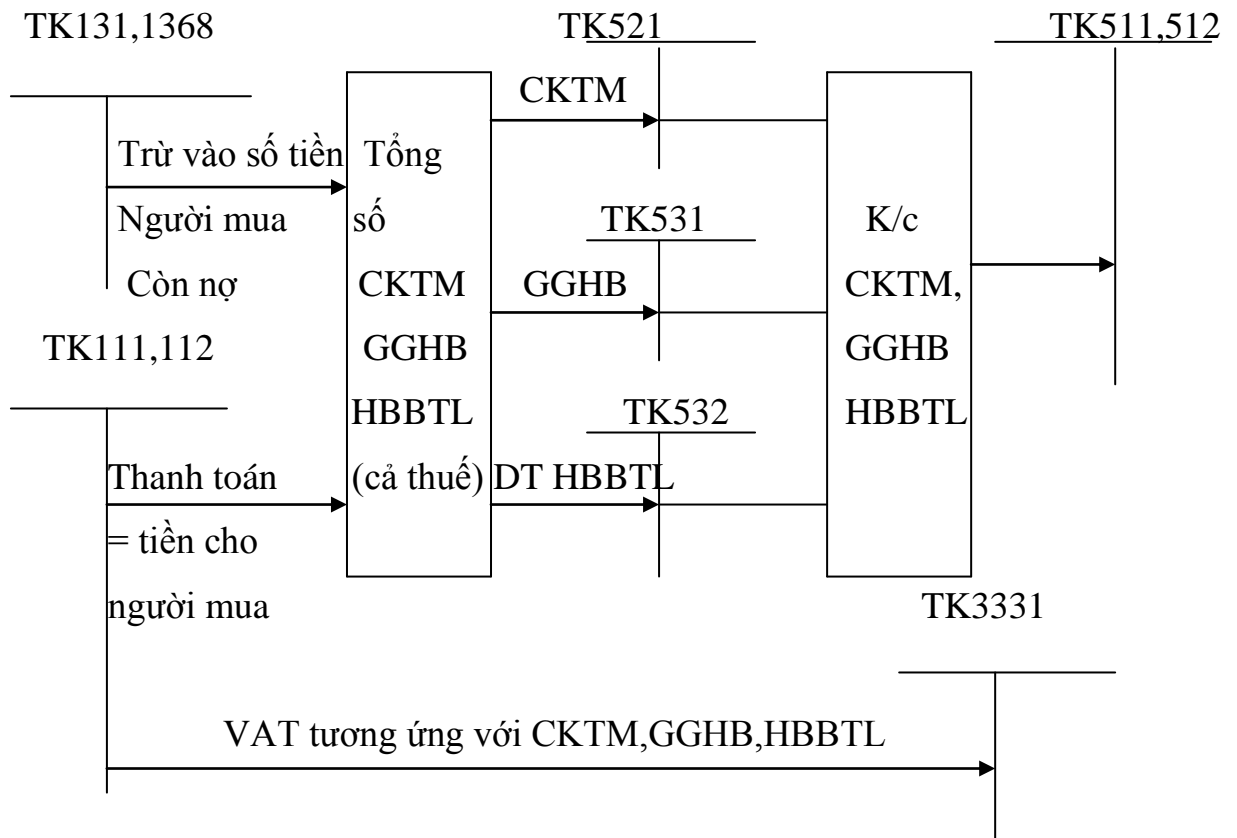 TK131,1368
TK521
TK511,512
CKTM
Trừ vào số tiền
Người mua
Còn nợ
Tổng
số
CKTM
GGHB
HBBTL
(cả thuế)
TK531
GGHB
K/c
CKTM,
GGHB
HBBTL
TK111,112
TK532
Thanh toán
= tiền cho
người mua
DT HBBTL
TK3331
VAT tương ứng với CKTM,GGHB,HBBTL